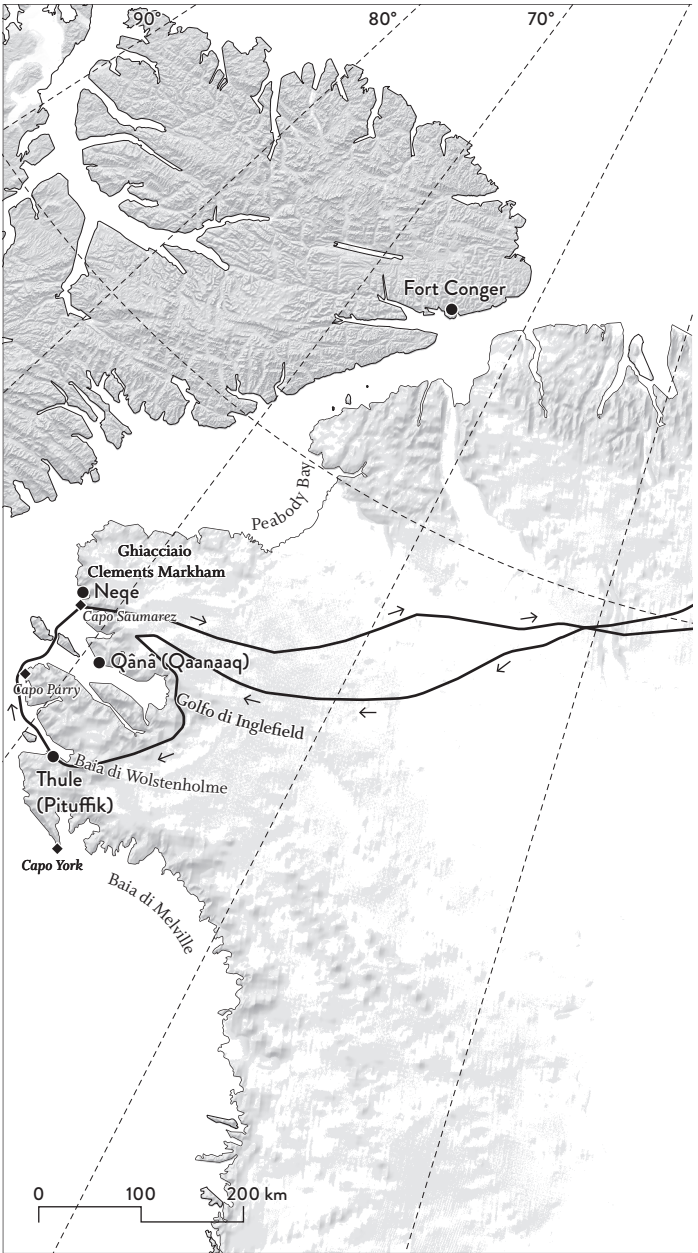 90°
80°
70°
Fort Conger
Peabody Bay
Ghiacciaio
Clements Markham
Neqe
Capo Saumarez
Qânâ (Qaanaaq)
Capo Parry
Golfo di Inglefield
Baia di Wolstenholme
Thule
(Pituffik)
Capo York
Baia di Melville
0 100 200 km